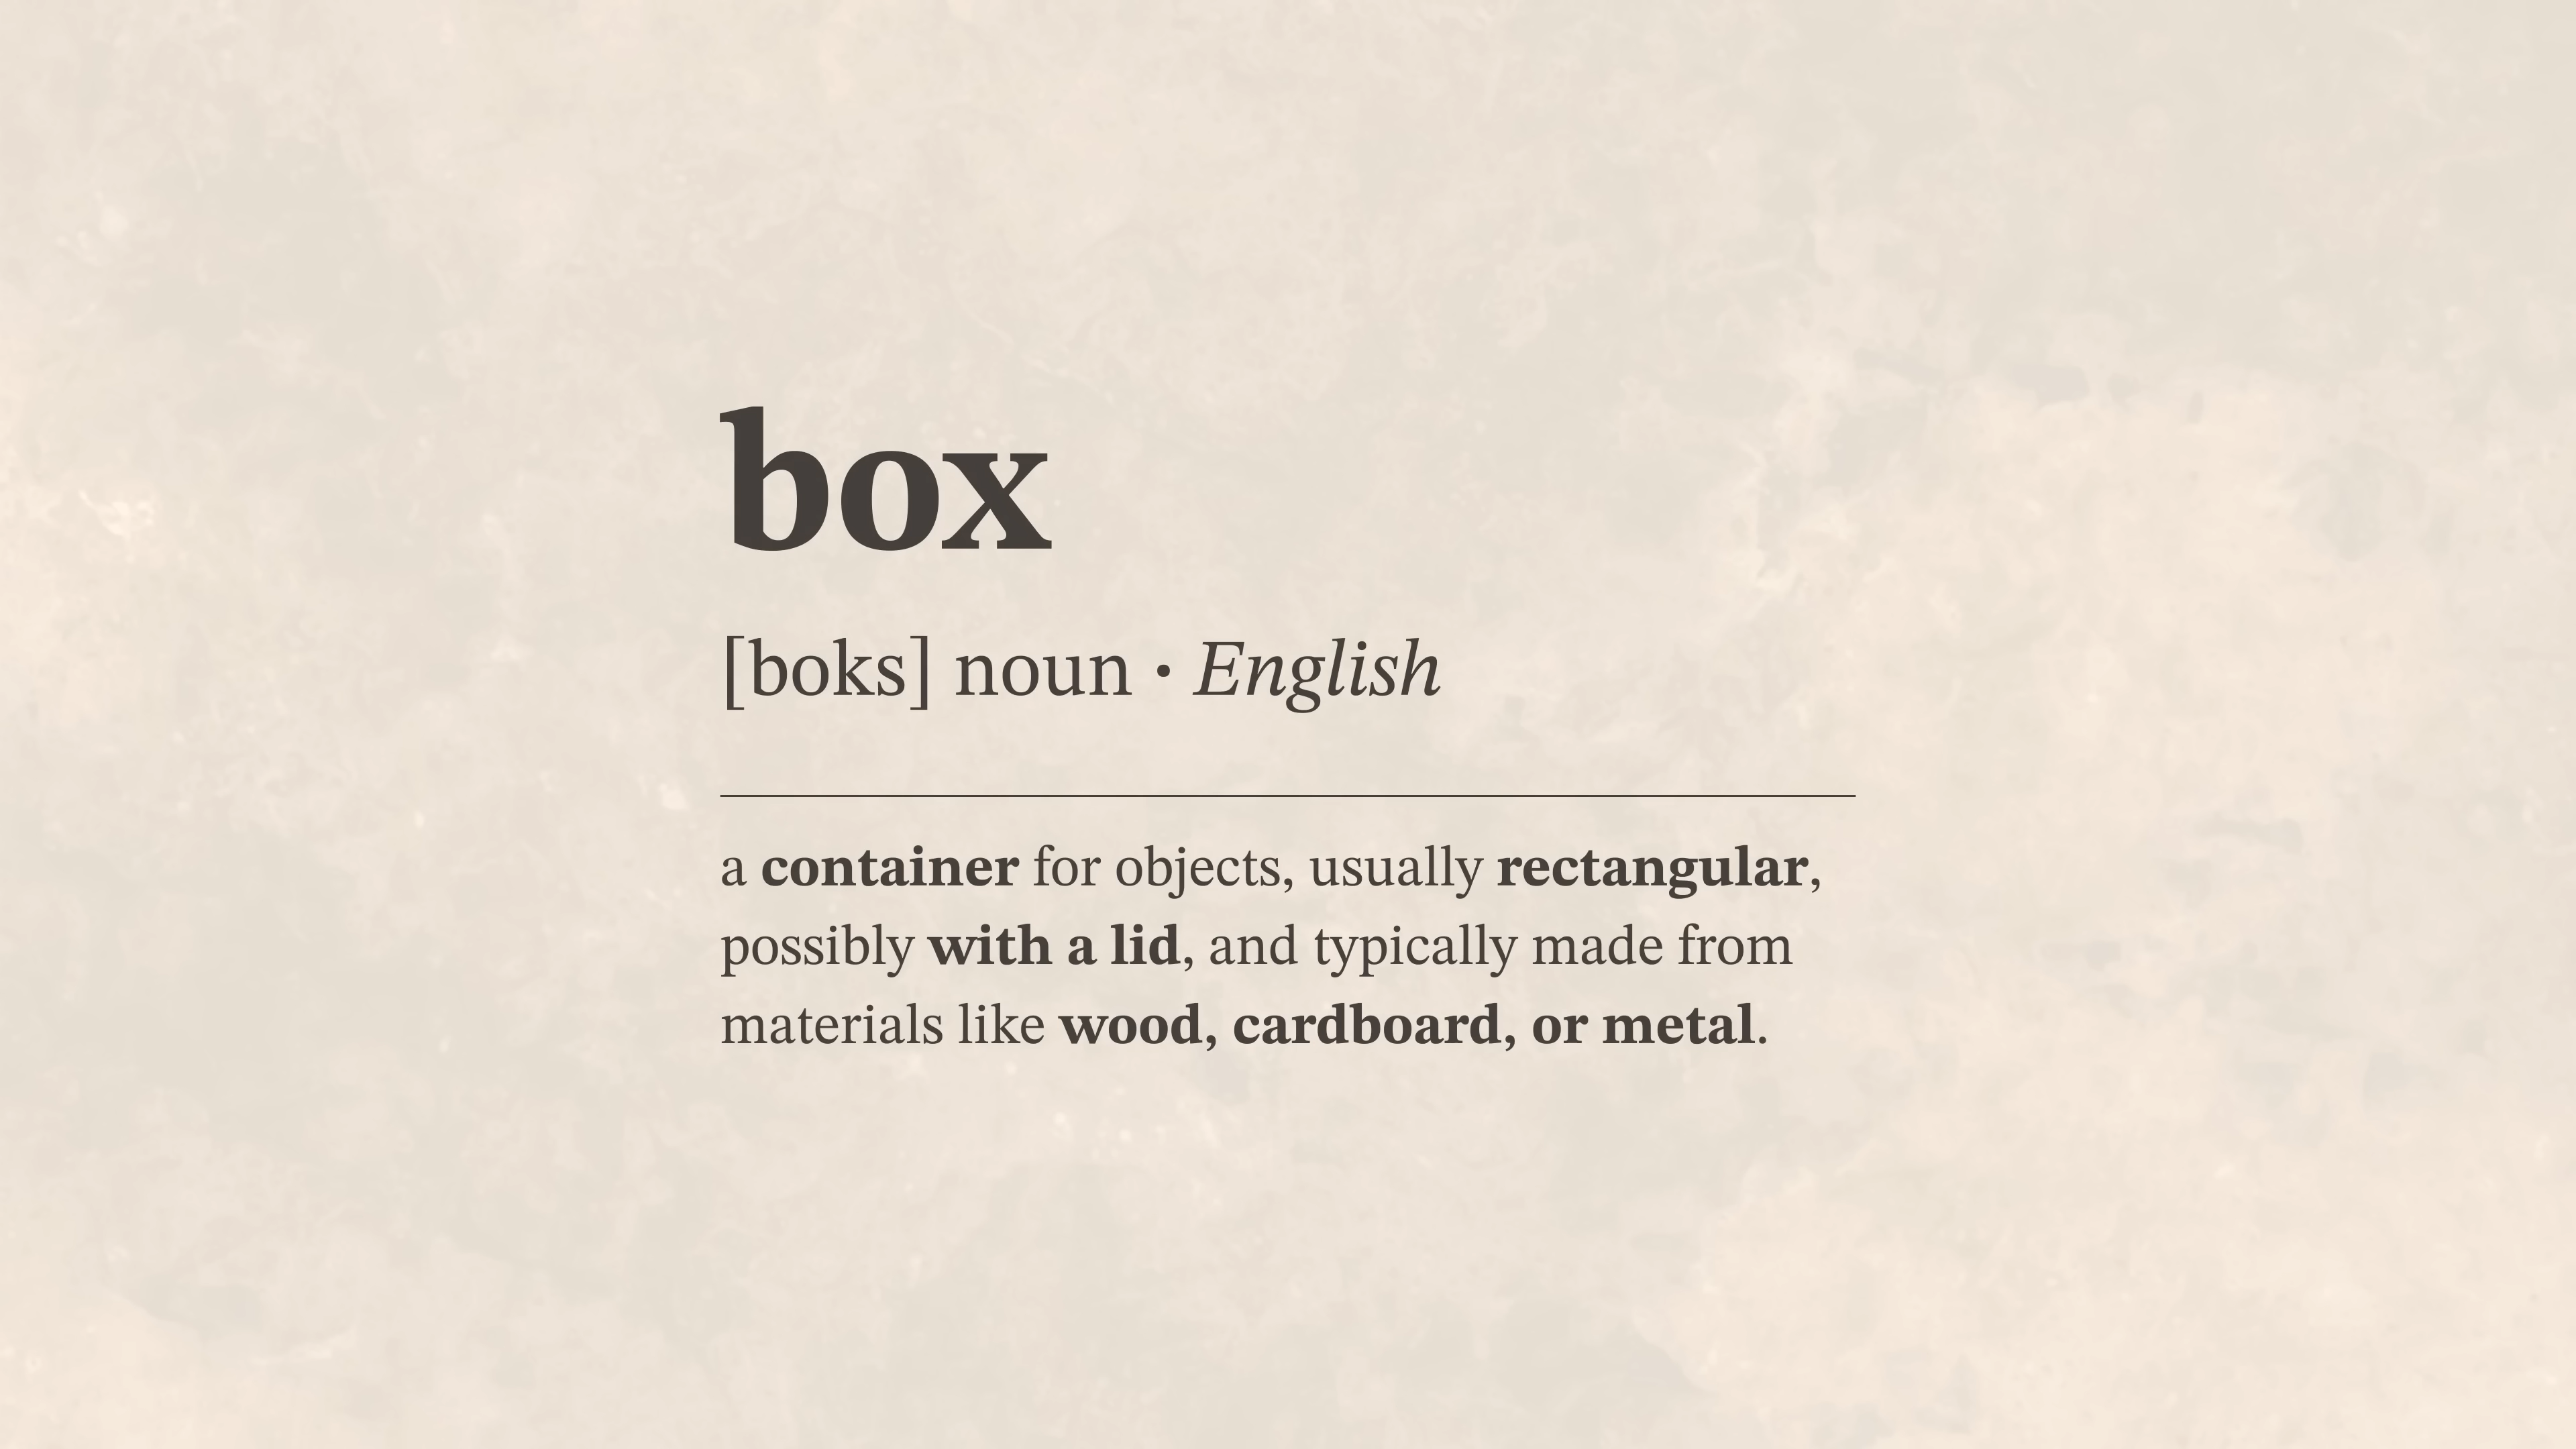 box
[boks] noun • English
a container for objects, usually rectangular,
possibly with a lid, and typically made from
materials like wood, cardboard, or metal.